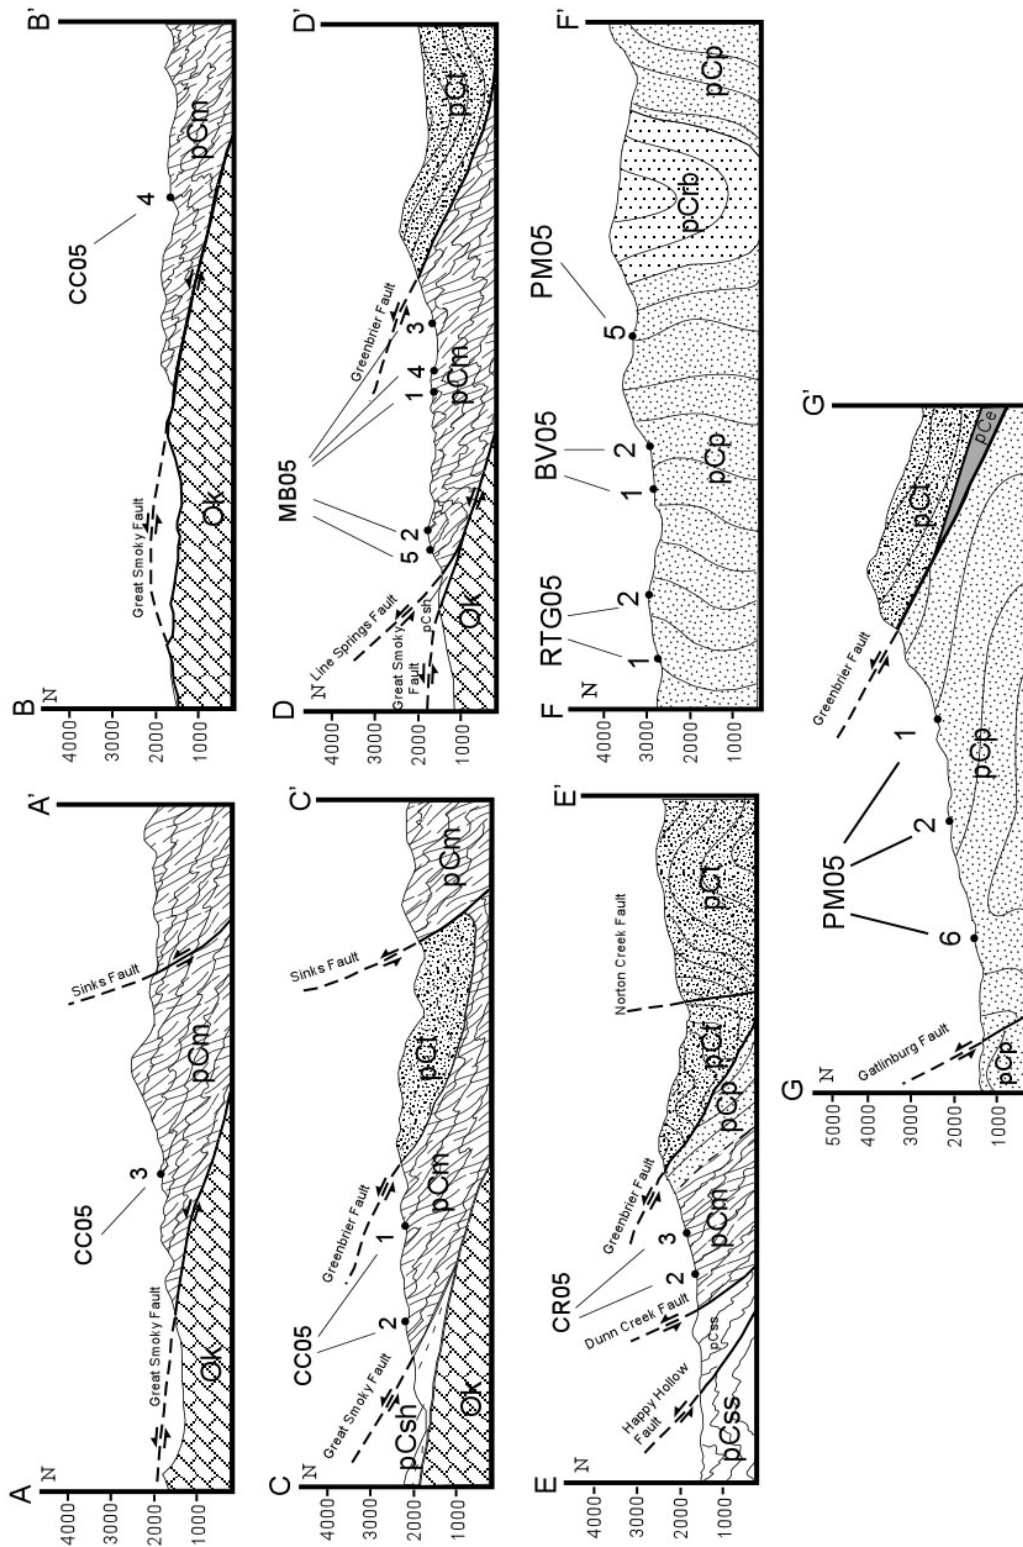 A
A'
N
4000
3000
2000
1000
CC05
3
Great Smoky Fault
Sinks Fault
Ok
pCm
B
B'
N
4000
3000
2000
1000
CC05
4
Great Smoky Fault
Ok
pCm
C
C'
N
4000
3000
2000
1000
CC05
2
1
Great Smoky Fault
Greenbrier Fault
Sinks Fault
pCsh
Ok
pCm
pCt
pCm
D
D'
N
4000
3000
2000
1000
MB05
5
2
1
4
3
Line Springs Fault
Great Smoky
Fault
pCsh
Greenbrier Fault
Ok
pCm
pCt
E
E'
N
4000
3000
2000
1000
CR05
2
3
Happy Hollow
Fault
Dunn Creek Fault
Greenbrier Fault
Norton Creek Fault
pCss
pCss
pCm
pCp
pCt
pCt
F
F'
N
4000
3000
2000
1000
RTG05
1
2
BV05
1
2
PM05
5
pCp
pCrb
pCp
G
G'
N
5000
4000
3000
2000
1000
PM05
6
2
1
Gatlinburg Fault
Greenbrier Fault
pCp
pCp
pCt
pCe